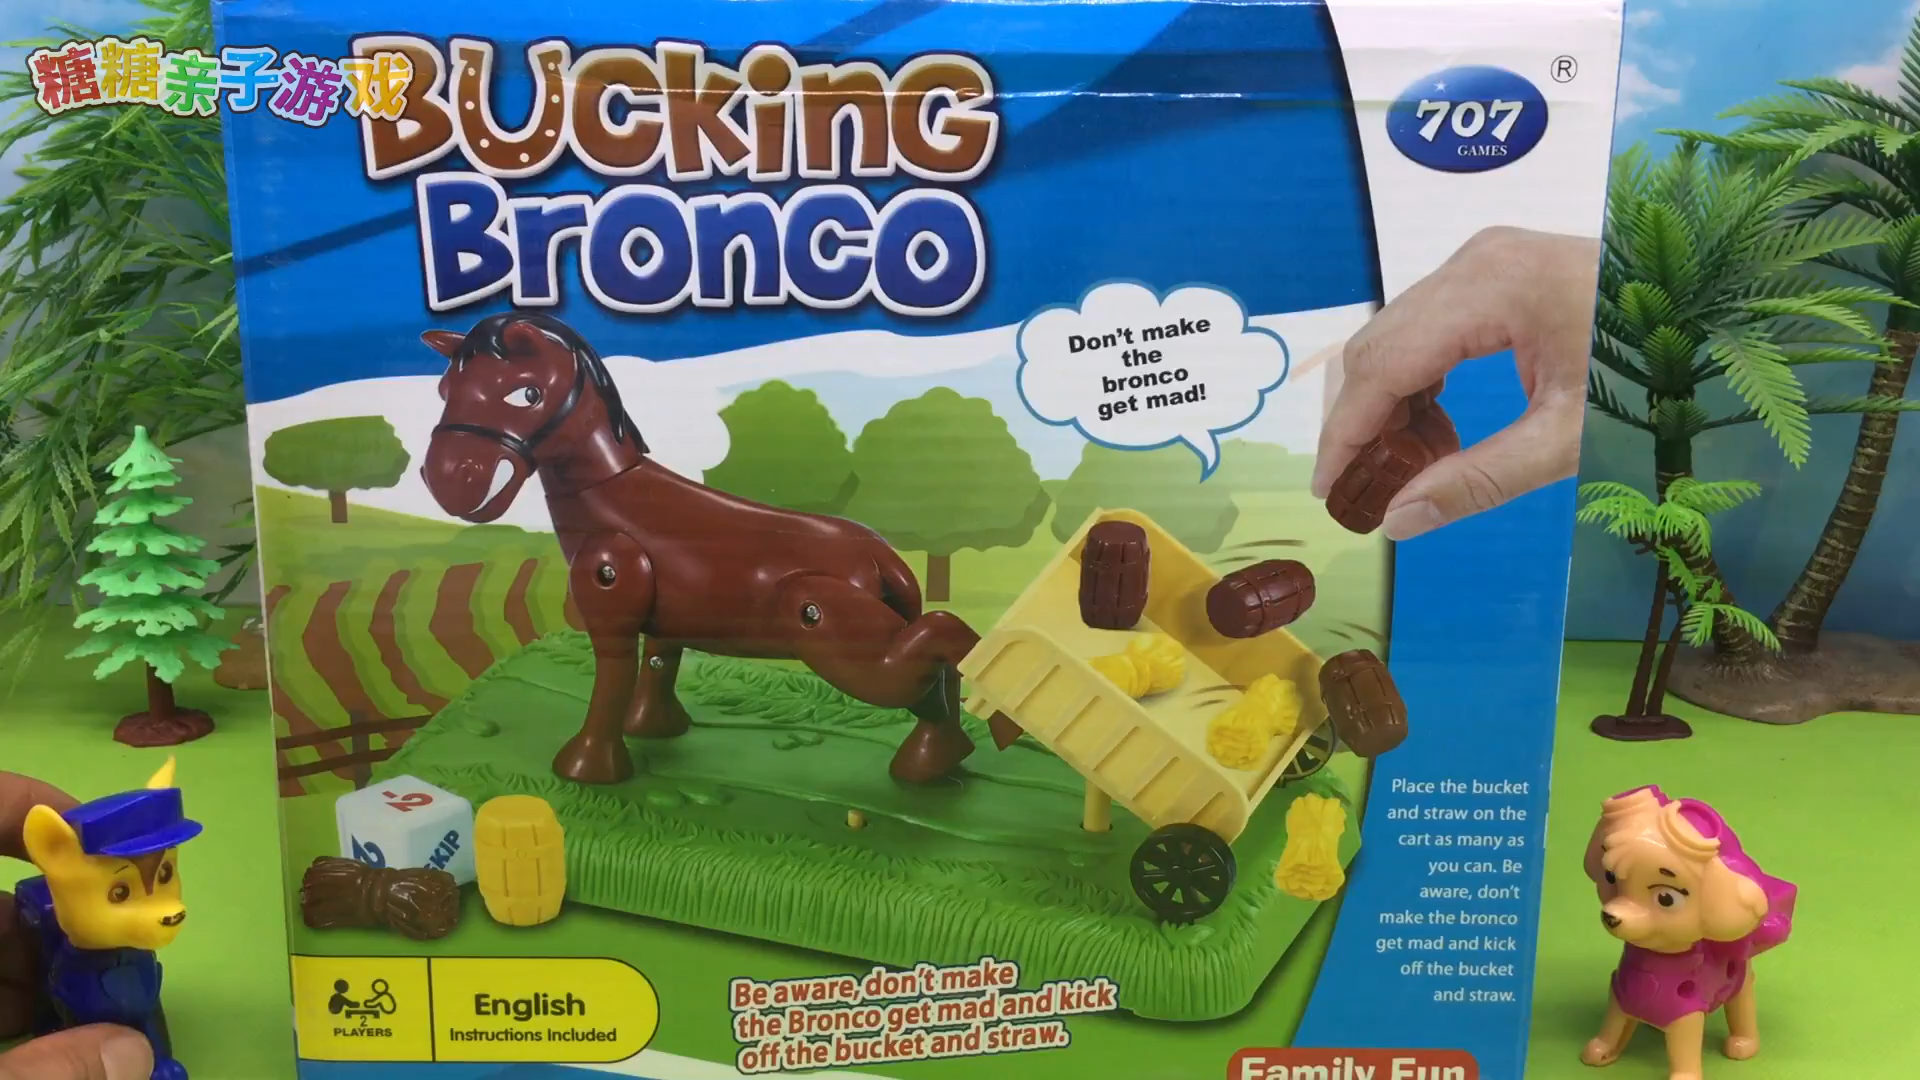 糖糖亲子游戏
BUCKING
BRONCO
®
707
GAMES
Don't make
the
bronco
get mad!
Place the bucket
and straw on the
cart as many as
you can. Be
aware, don't
make the bronco
get mad and kick
off the bucket
and straw.
-2
2
SKIP
2
PLAYERS
English
Instructions Included
Be aware, don't make
the Bronco get mad and kick
off the bucket and straw.
Family Fun